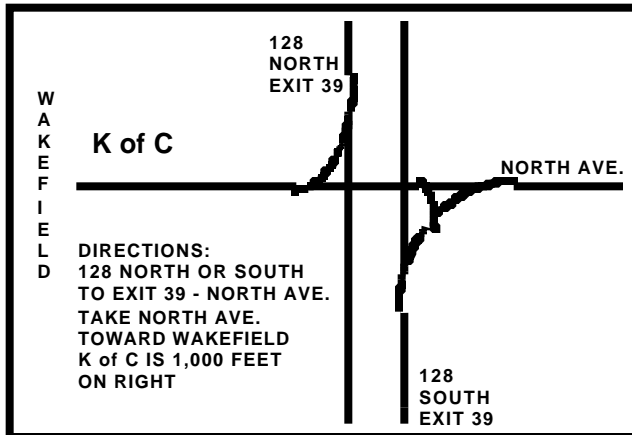 128
NORTH
EXIT 39
WAKEFIELD
K of C
NORTH AVE.
DIRECTIONS:
128 NORTH OR SOUTH
TO EXIT 39 - NORTH AVE.
TAKE NORTH AVE.
TOWARD WAKEFIELD
K of C IS 1,000 FEET
ON RIGHT
128
SOUTH
EXIT 39